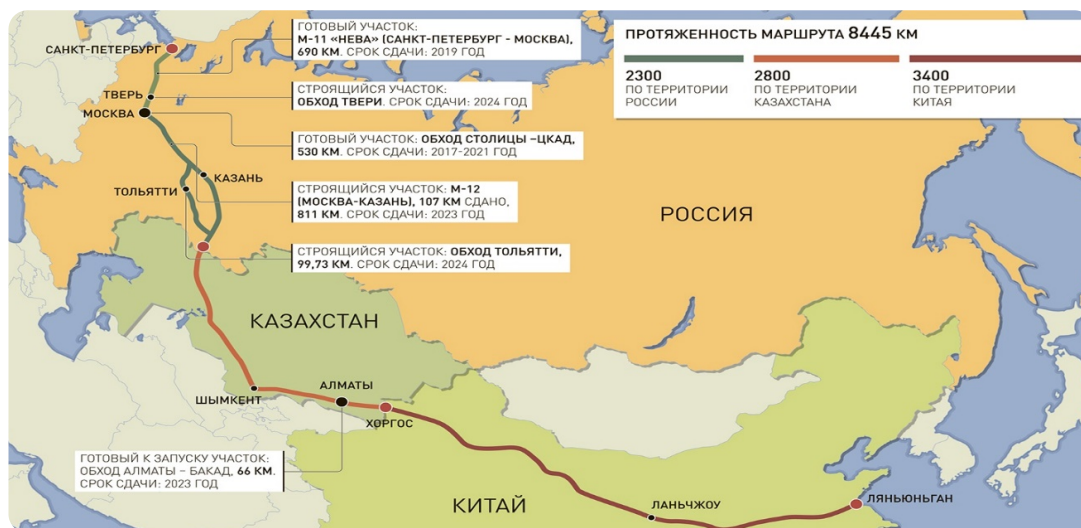 ГОТОВЫЙ УЧАСТОК:
М-11 «НЕВА» (САНКТ-ПЕТЕРБУРГ - МОСКВА),
690 КМ. СРОК СДАЧИ: 2019 ГОД
САНКТ-ПЕТЕРБУРГ
ПРОТЯЖЕННОСТЬ МАРШРУТА 8445 КМ
2300
ПО ТЕРРИТОРИИ
РОССИИ
2800
ПО ТЕРРИТОРИИ
КАЗАХСТАНА
3400
ПО ТЕРРИТОРИИ
КИТАЯ
СТРОЯЩИЙСЯ УЧАСТОК:
ОБХОД ТВЕРИ. СРОК СДАЧИ: 2024 ГОД
ТВЕРЬ
МОСКВА
ГОТОВЫЙ УЧАСТОК: ОБХОД СТОЛИЦЫ –ЦКАД,
530 КМ. СРОК СДАЧИ: 2017-2021 ГОД
КАЗАНЬ
ТОЛЬЯТТИ
СТРОЯЩИЙСЯ УЧАСТОК: М-12
(МОСКВА-КАЗАНЬ), 107 КМ СДАНО,
811 КМ. СРОК СДАЧИ: 2023 ГОД
РОССИЯ
СТРОЯЩИЙСЯ УЧАСТОК: ОБХОД ТОЛЬЯТТИ,
99,73 КМ. СРОК СДАЧИ: 2024 ГОД
КАЗАХСТАН
ШЫМКЕНТ
АЛМАТЫ
ХОРГОС
ГОТОВЫЙ К ЗАПУСКУ УЧАСТОК:
ОБХОД АЛМАТЫ – БАКАД, 66 КМ.
СРОК СДАЧИ: 2023 ГОД
КИТАЙ
ЛАНЬЧЖОУ
ЛЯНЬЮНЬГАН